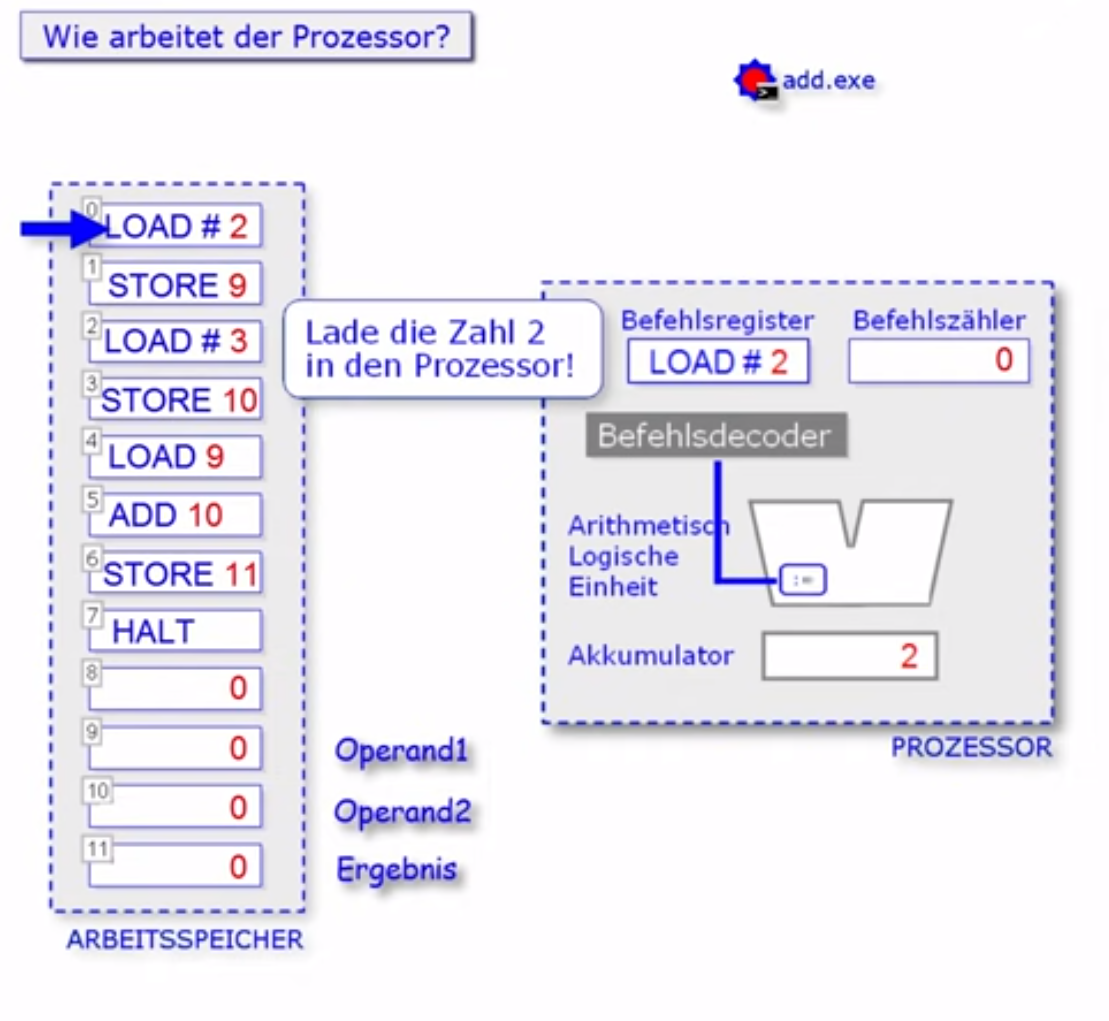 Wie arbeitet der Prozessor?
add.exe
0
LOAD # 2
1
STORE 9
2
LOAD # 3
3
STORE 10
4
LOAD 9
5
ADD 10
6
STORE 11
7
HALT
8
0
9
0
10
0
11
0
Operand1
Operand2
Ergebnis
ARBEITSSPEICHER
Lade die Zahl 2
in den Prozessor!
Befehlsregister
LOAD # 2
Befehlszähler
0
Befehlsdecoder
Arithmetisch
Logische
Einheit
:=
Akkumulator
2
PROZESSOR